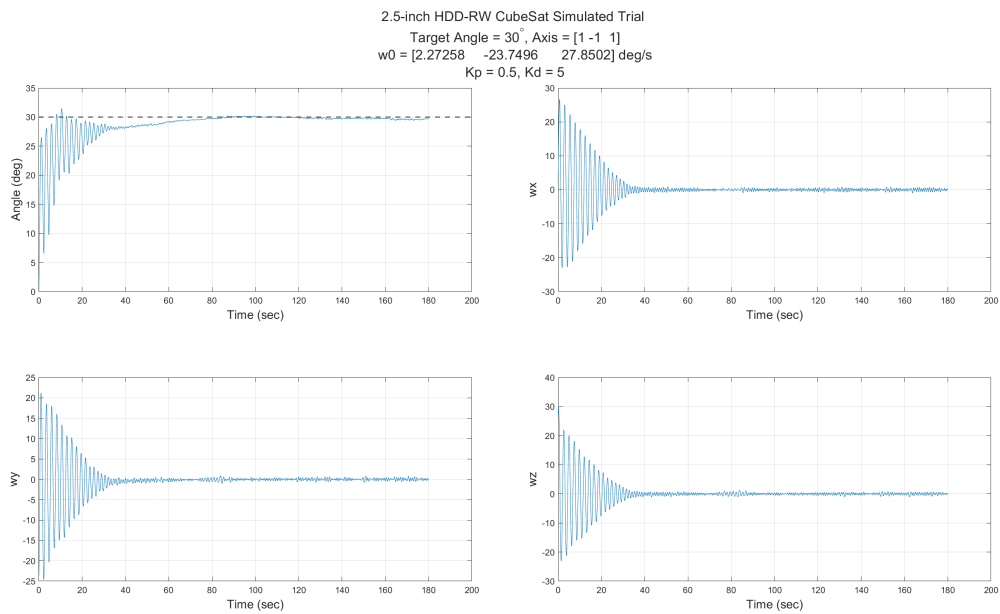 2.5-inch HDD-RW CubeSat Simulated Trial
Target Angle = 30°, Axis = [1 -1 1]
w0 = [2.27258 -23.7496 27.8502] deg/s
Kp = 0.5, Kd = 5
35
30
25
20
15
10
5
0
Angle (deg)
0 20 40 60 80 100 120 140 160 180 200
Time (sec)
30
20
10
0
-10
-20
-30
wx
0 20 40 60 80 100 120 140 160 180 200
Time (sec)
25
20
15
10
5
0
-5
-10
-15
-20
-25
wy
0 20 40 60 80 100 120 140 160 180 200
Time (sec)
40
30
20
10
0
-10
-20
-30
wz
0 20 40 60 80 100 120 140 160 180 200
Time (sec)